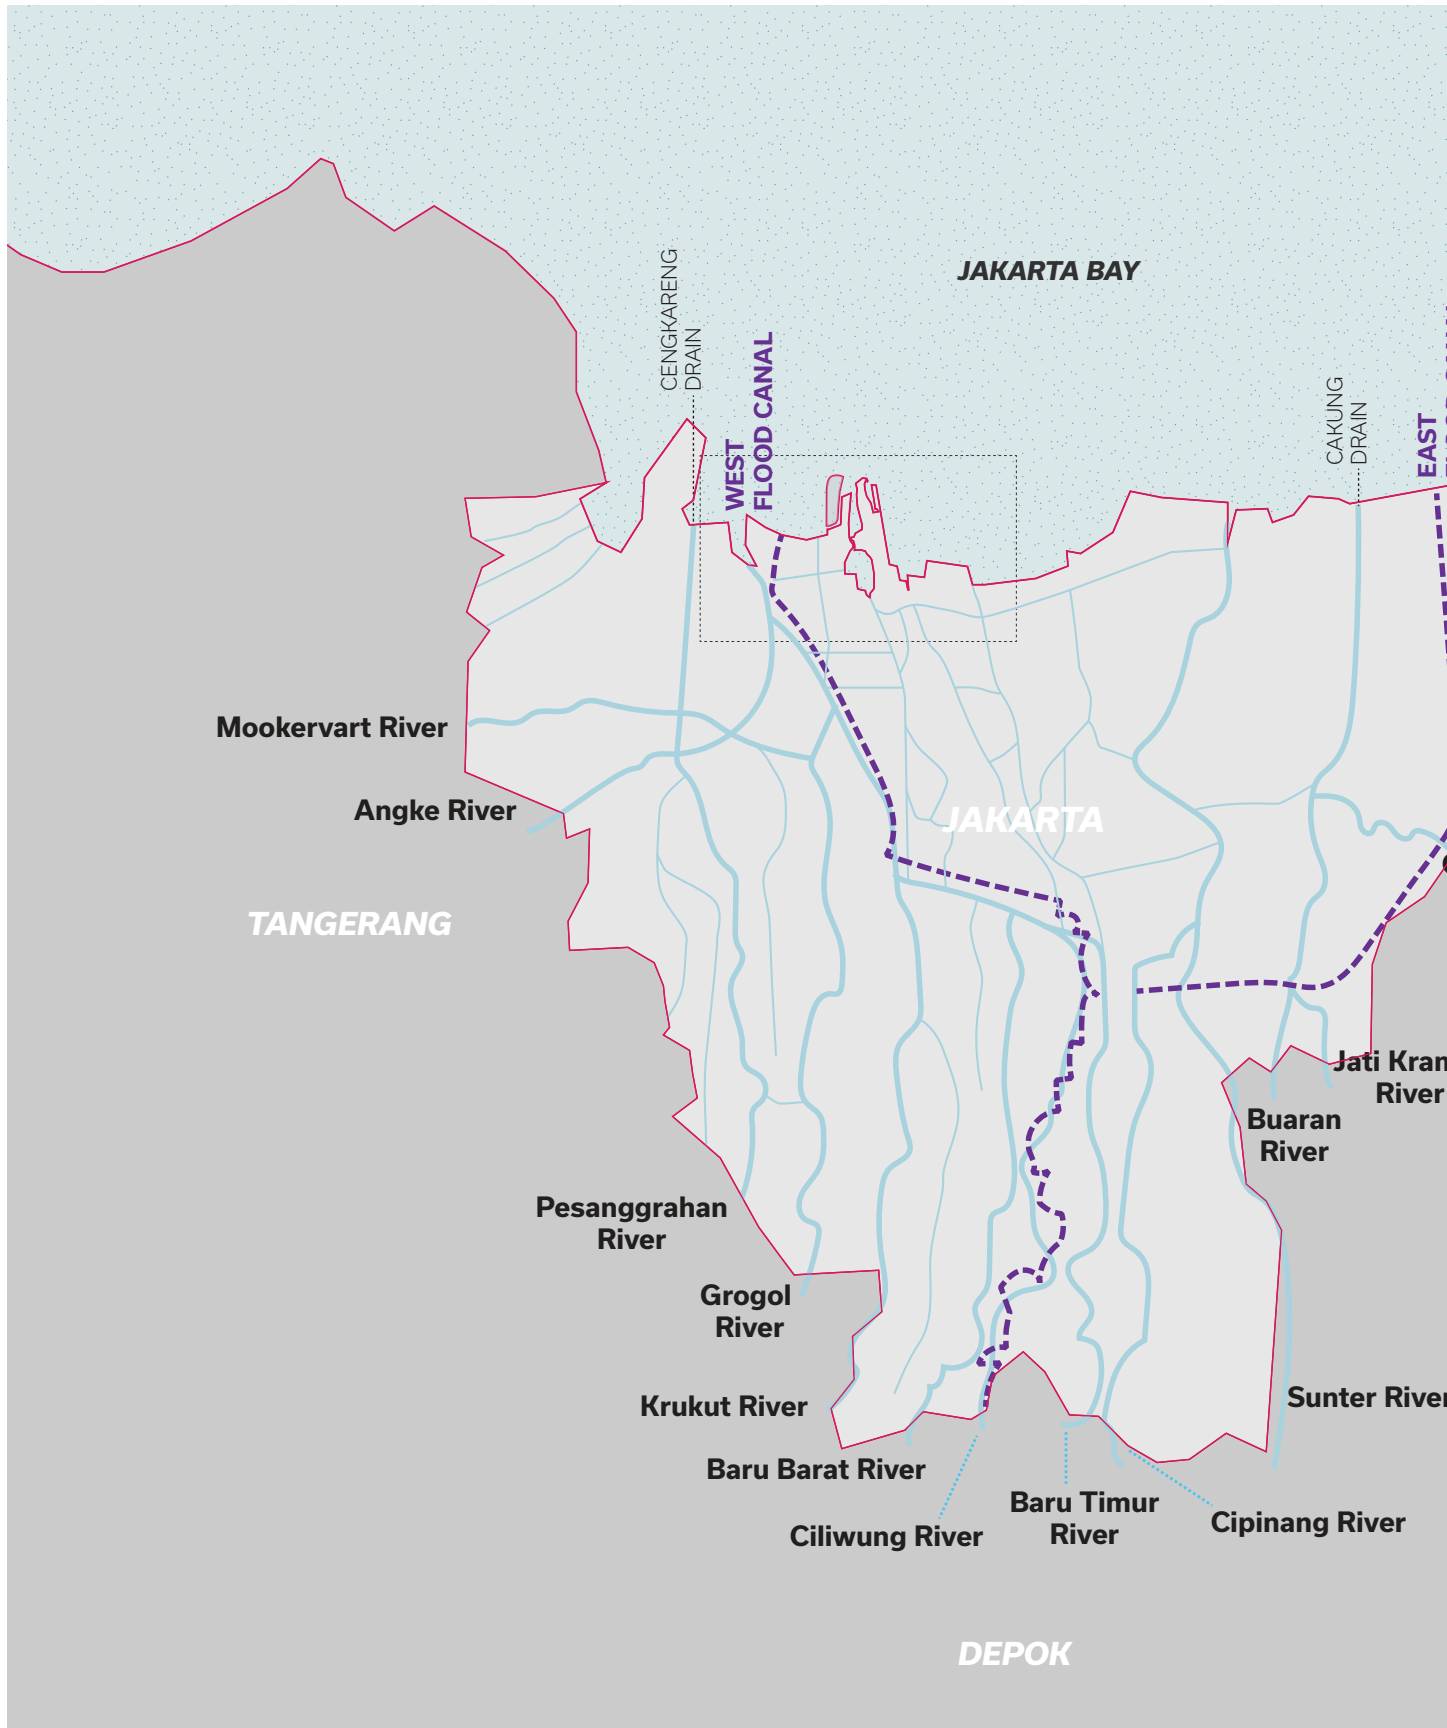 JAKARTA BAY
CENGKARENG
DRAIN
WEST
FLOOD CANAL
CAKUNG
DRAIN
EAST
Mookervart River
Angke River
JAKARTA
TANGERANG
Jati Kram
River
Buaran
River
Pesanggrahan
River
Grogol
River
Krukut River
Sunter River
Baru Barat River
Baru Timur
River
Cipinang River
Ciliwung River
DEPOK